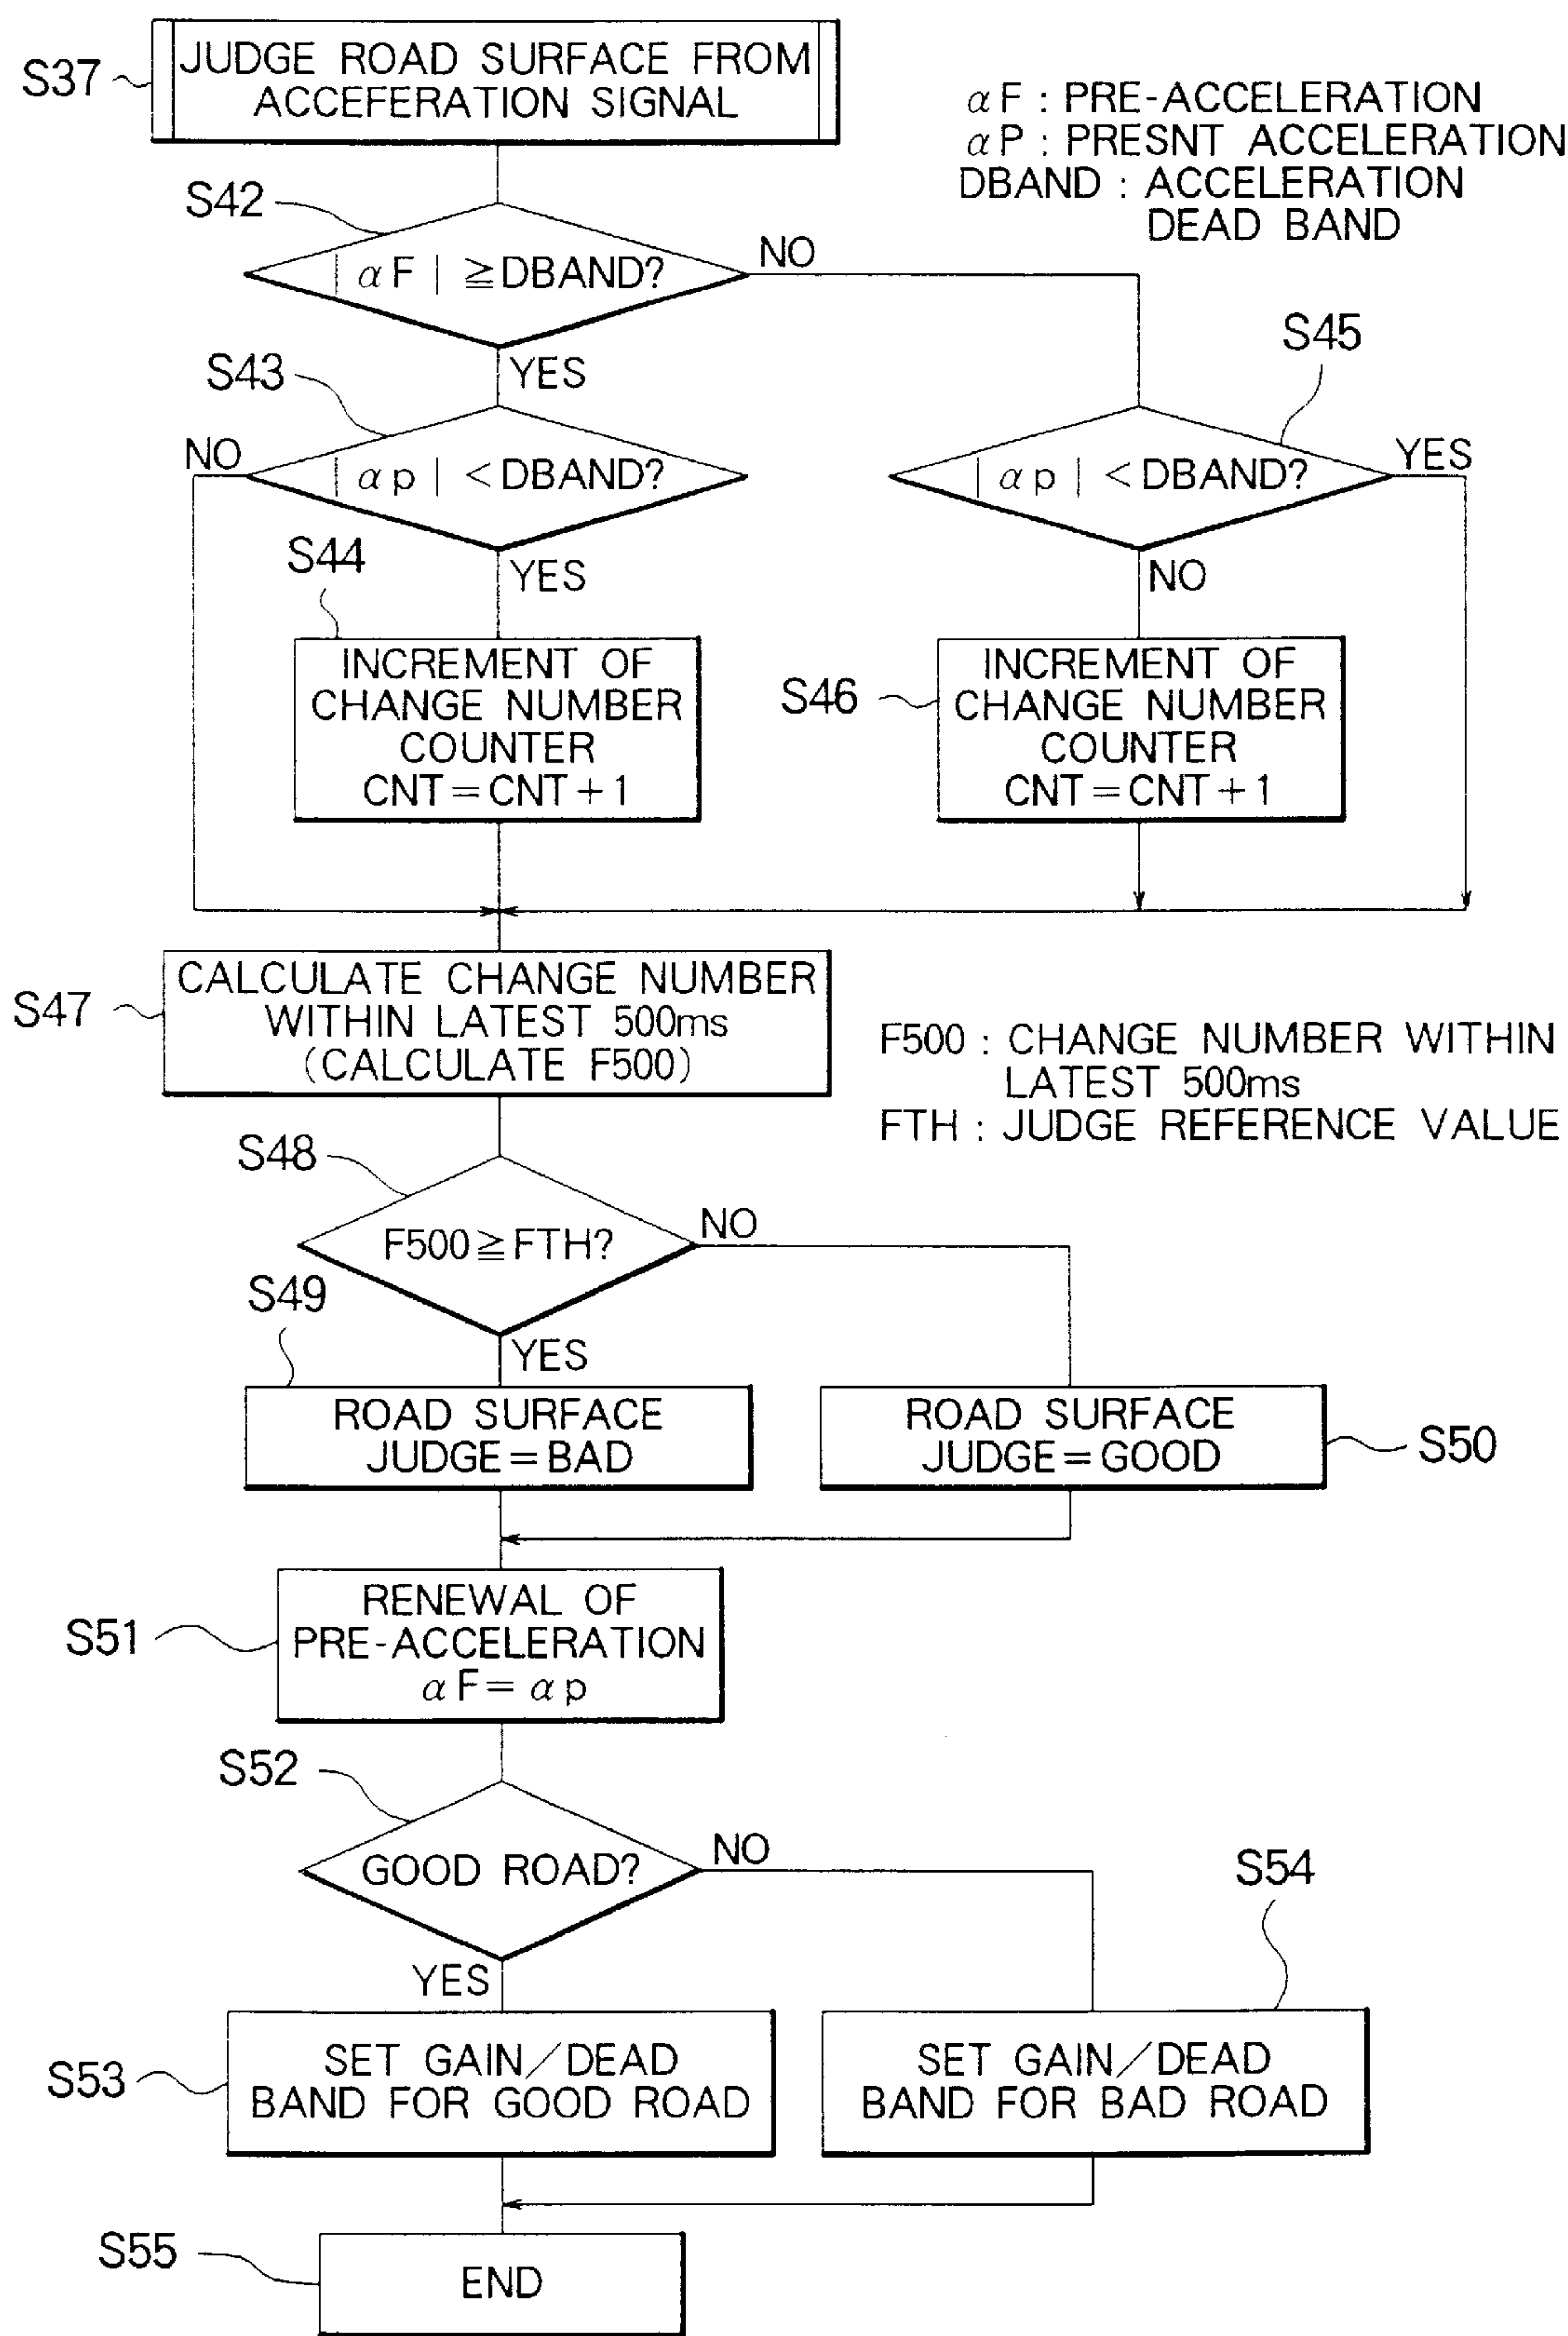 S37
JUDGE ROAD SURFACE FROM
ACCEFERATION SIGNAL
αF : PRE-ACCELERATION
αP : PRESNT ACCELERATION
DBAND : ACCELERATION
DEAD BAND
S42
| αF | ≧DBAND?
NO
YES
S43
| αp | <DBAND?
NO
YES
S45
| αp | <DBAND?
YES
NO
S44
INCREMENT OF
CHANGE NUMBER
COUNTER
CNT=CNT+1
S46
INCREMENT OF
CHANGE NUMBER
COUNTER
CNT=CNT+1
S47
CALCULATE CHANGE NUMBER
WITHIN LATEST 500ms
(CALCULATE F500)
F500 : CHANGE NUMBER WITHIN
LATEST 500ms
FTH : JUDGE REFERENCE VALUE
S48
F500≧FTH?
NO
YES
S49
ROAD SURFACE
JUDGE=BAD
ROAD SURFACE
JUDGE=GOOD
S50
S51
RENEWAL OF
PRE-ACCELERATION
αF=αp
S52
GOOD ROAD?
NO
YES
S53
SET GAIN/DEAD
BAND FOR GOOD ROAD
S54
SET GAIN/DEAD
BAND FOR BAD ROAD
S55
END